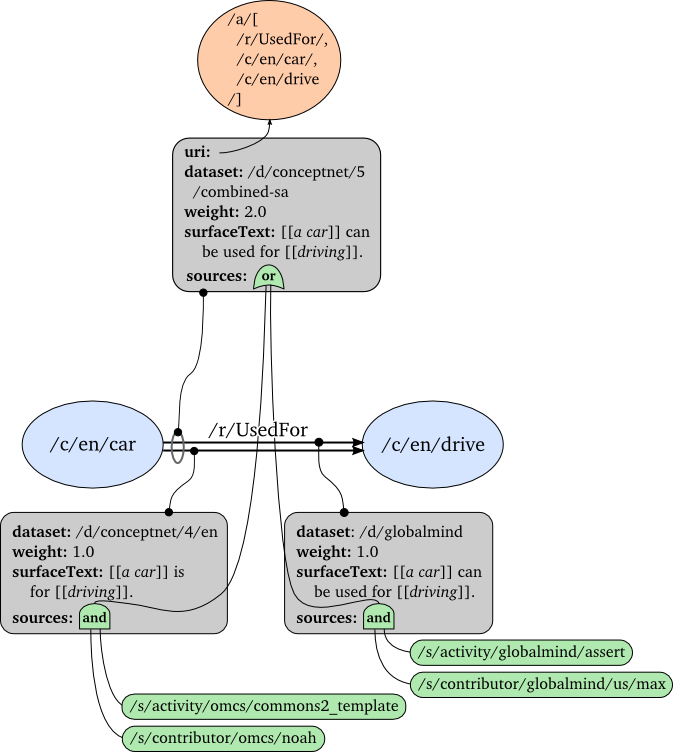 /a/[
/r/UsedFor/,
/c/en/car/,
/c/en/drive
/]
uri:
dataset: /d/conceptnet/5
/combined-sa
weight: 2.0
surfaceText: [[a car]] can
be used for [[driving]].
sources: or
/c/en/car
/r/UsedFor
/c/en/drive
dataset: /d/conceptnet/4/en
weight: 1.0
surfaceText: [[a car]] is
for [[driving]].
sources: and
dataset: /d/globalmind
weight: 1.0
surfaceText: [[a car]] can
be used for [[driving]].
sources: and
/s/activity/globalmind/assert
/s/contributor/globalmind/us/max
/s/activity/omcs/commons2_template
/s/contributor/omcs/noah